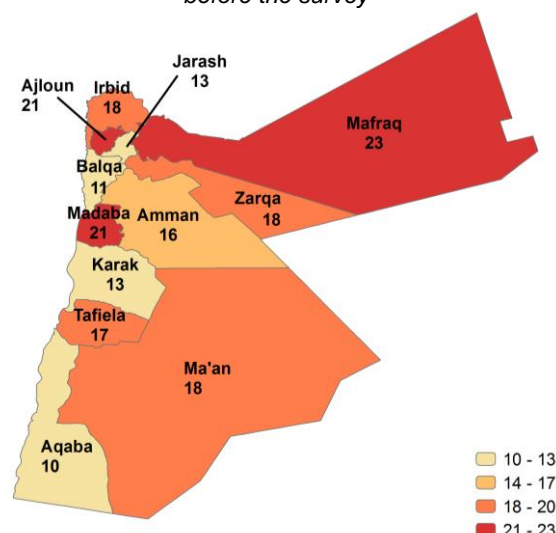 before the survey
Jarash
13
Ajloun
21
Irbid
18
Mafraq
23
Balqa
11
Zarqa
18
Madaba
21
Amman
16
Karak
13
Tafiela
17
Ma'an
18
Aqaba
10
10 - 13
14 - 17
18 - 20
21 - 23